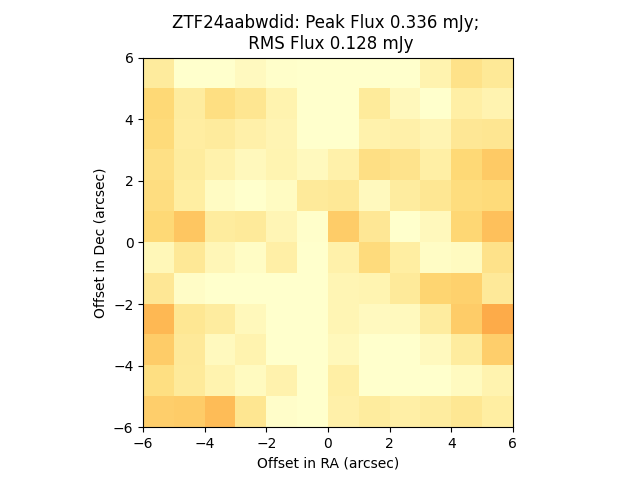 ZTF24aabwdid: Peak Flux 0.336 mJy;
RMS Flux 0.128 mJy
6
4
2
0
−2
−4
−6
Offset in Dec (arcsec)
−6 −4 −2 0 2 4 6
Offset in RA (arcsec)